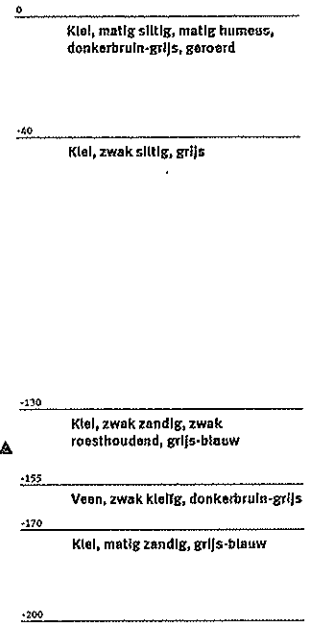 0
Klei, matig siltig, matig humeus,
donkerbruin-grijs, geroerd
-40
Klei, zwak siltig, grijs
-130
Klei, zwak zandig, zwak
roesthoudend, grijs-blauw
-155
Veen, zwak kleiïg, donkerbruin-grijs
-170
Klei, matig zandig, grijs-blauw
-200